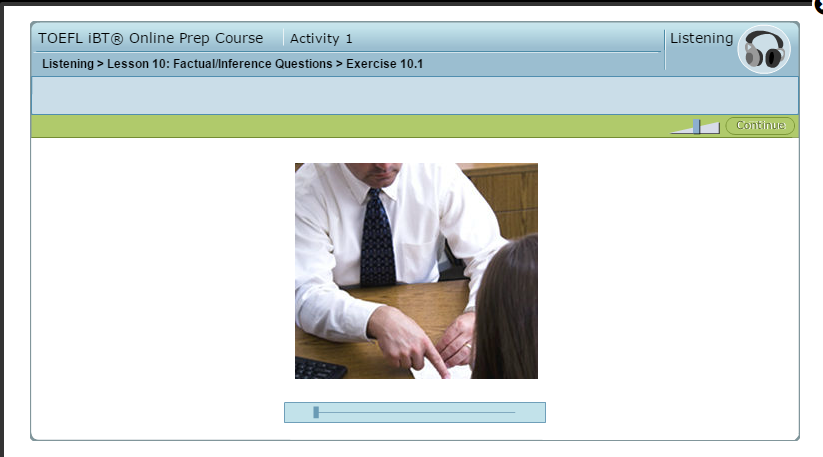 TOEFL iBT® Online Prep Course Activity 1 Listening
Listening > Lesson 10: Factual/Inference Questions > Exercise 10.1
Continue